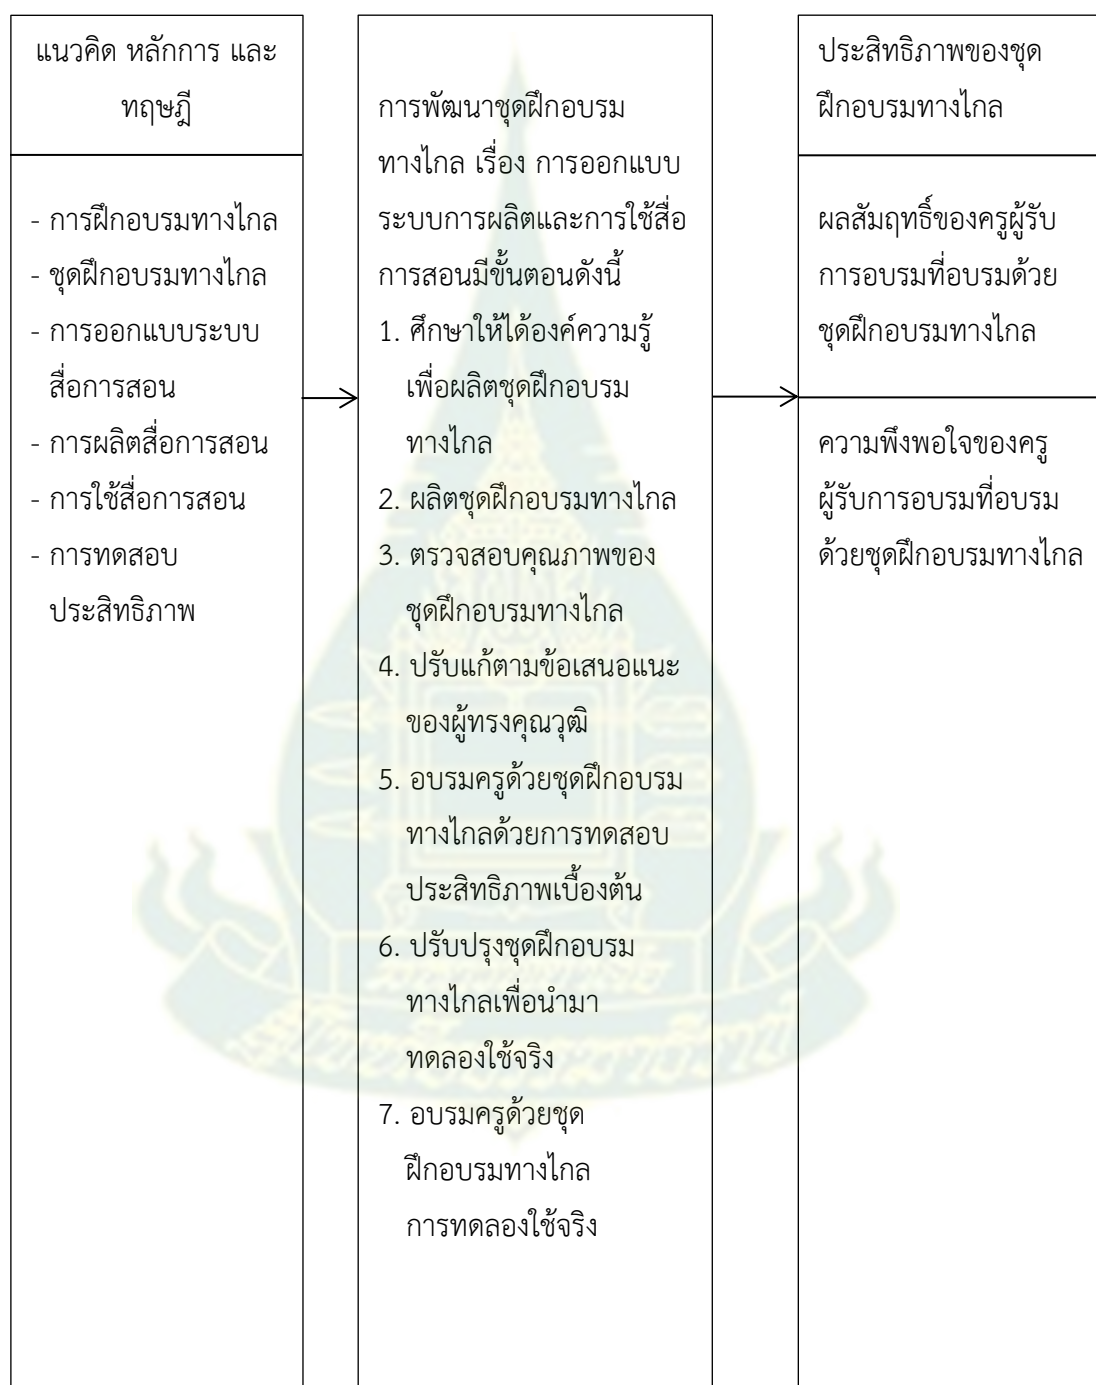 แนวคิด หลักการ และ
ทฤษฎี
- การฝึกอบรมทางไกล
- ชุดฝึกอบรมทางไกล
- การออกแบบระบบ
สื่อการสอน
- การผลิตสื่อการสอน
- การใช้สื่อการสอน
- การทดสอบ
ประสิทธิภาพ
การพัฒนาชุดฝึกอบรม
ทางไกล เรื่อง การออกแบบ
ระบบการผลิตและการใช้สื่อ
การสอนมีขั้นตอนดังนี้
1. ศึกษาให้ได้องค์ความรู้
เพื่อผลิตชุดฝึกอบรม
ทางไกล
2. ผลิตชุดฝึกอบรมทางไกล
3. ตรวจสอบคุณภาพของ
ชุดฝึกอบรมทางไกล
4. ปรับแก้ตามข้อเสนอแนะ
ของผู้ทรงคุณวุฒิ
5. อบรมครูด้วยชุดฝึกอบรม
ทางไกลด้วยการทดสอบ
ประสิทธิภาพเบื้องต้น
6. ปรับปรุงชุดฝึกอบรม
ทางไกลเพื่อนำมา
ทดลองใช้จริง
7. อบรมครูด้วยชุด
ฝึกอบรมทางไกล
การทดลองใช้จริง
ประสิทธิภาพของชุด
ฝึกอบรมทางไกล
ผลสัมฤทธิ์ของครูผู้รับ
การอบรมที่อบรมด้วย
ชุดฝึกอบรมทางไกล
ความพึงพอใจของครู
ผู้รับการอบรมที่อบรม
ด้วยชุดฝึกอบรมทางไกล